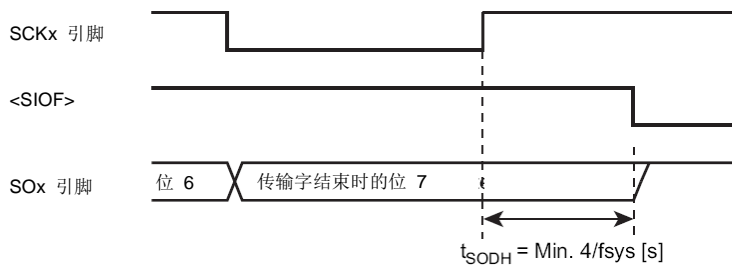 SCKx 引脚
<SIOF>
SOx 引脚
位 6
传输字结束时的位 7
tSODH = Min. 4/fsys [s]